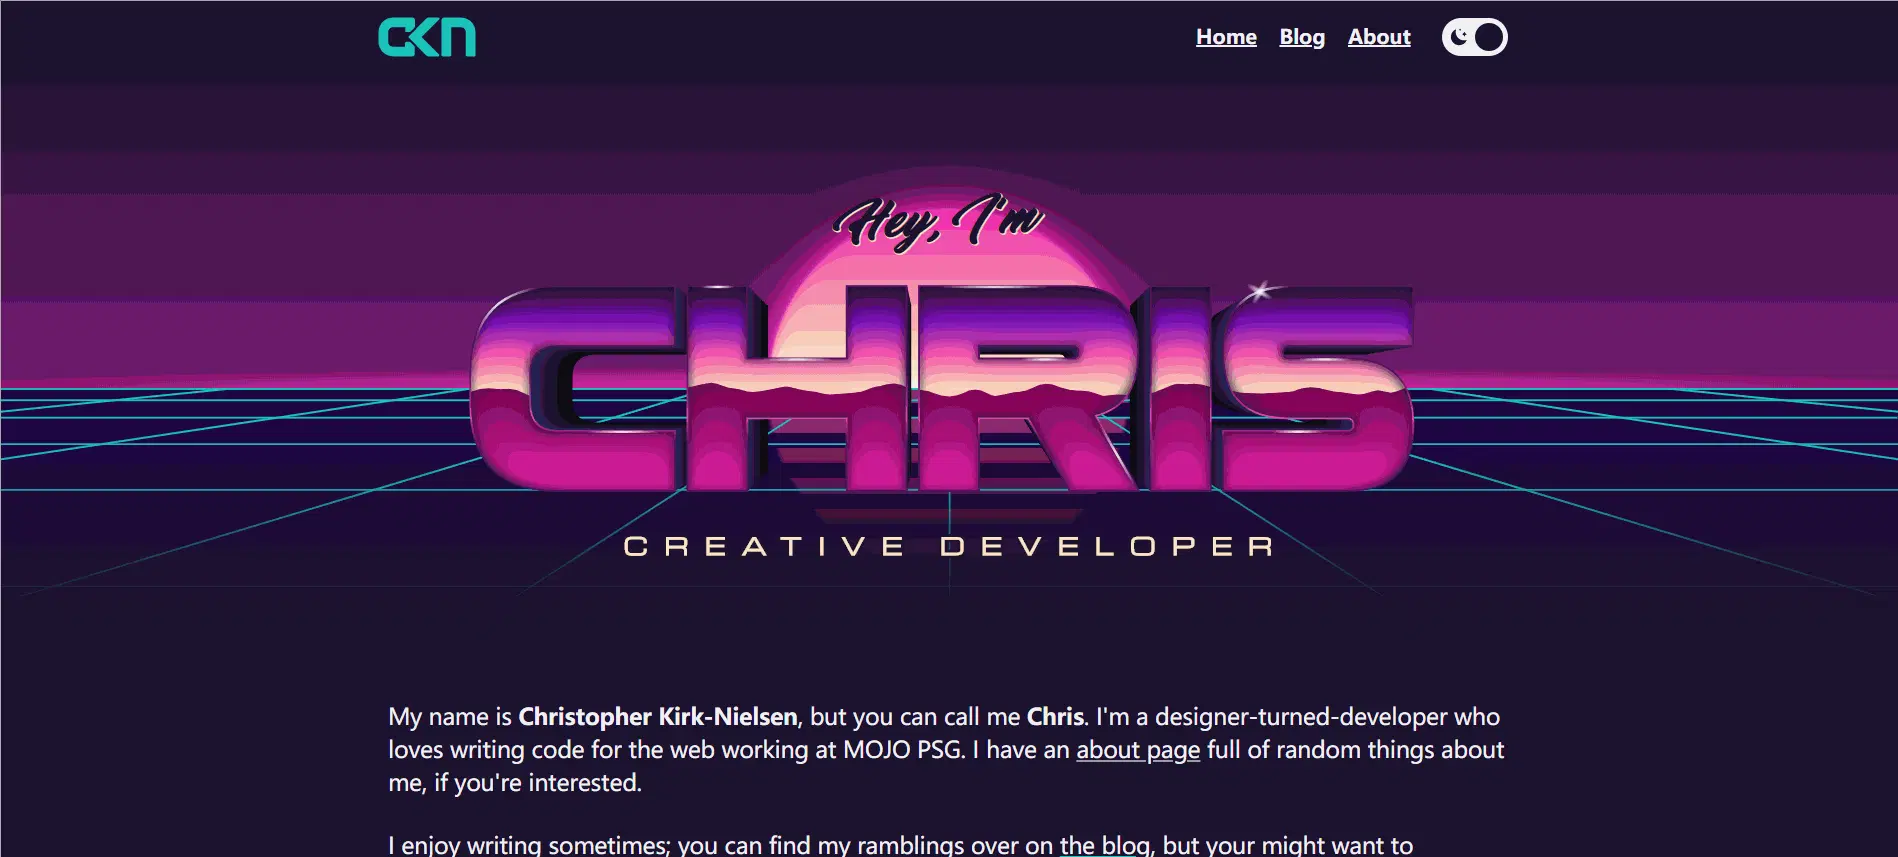 CKN
Home Blog About
Hey, I'm
CHRIS
CREATIVE DEVELOPER
My name is Christopher Kirk-Nielsen, but you can call me Chris. I'm a designer-turned-developer who
loves writing code for the web working at MOJO PSG. I have an about page full of random things about
me, if you're interested.
I enjoy writing sometimes; you can find my ramblings over on the blog, but your might want to